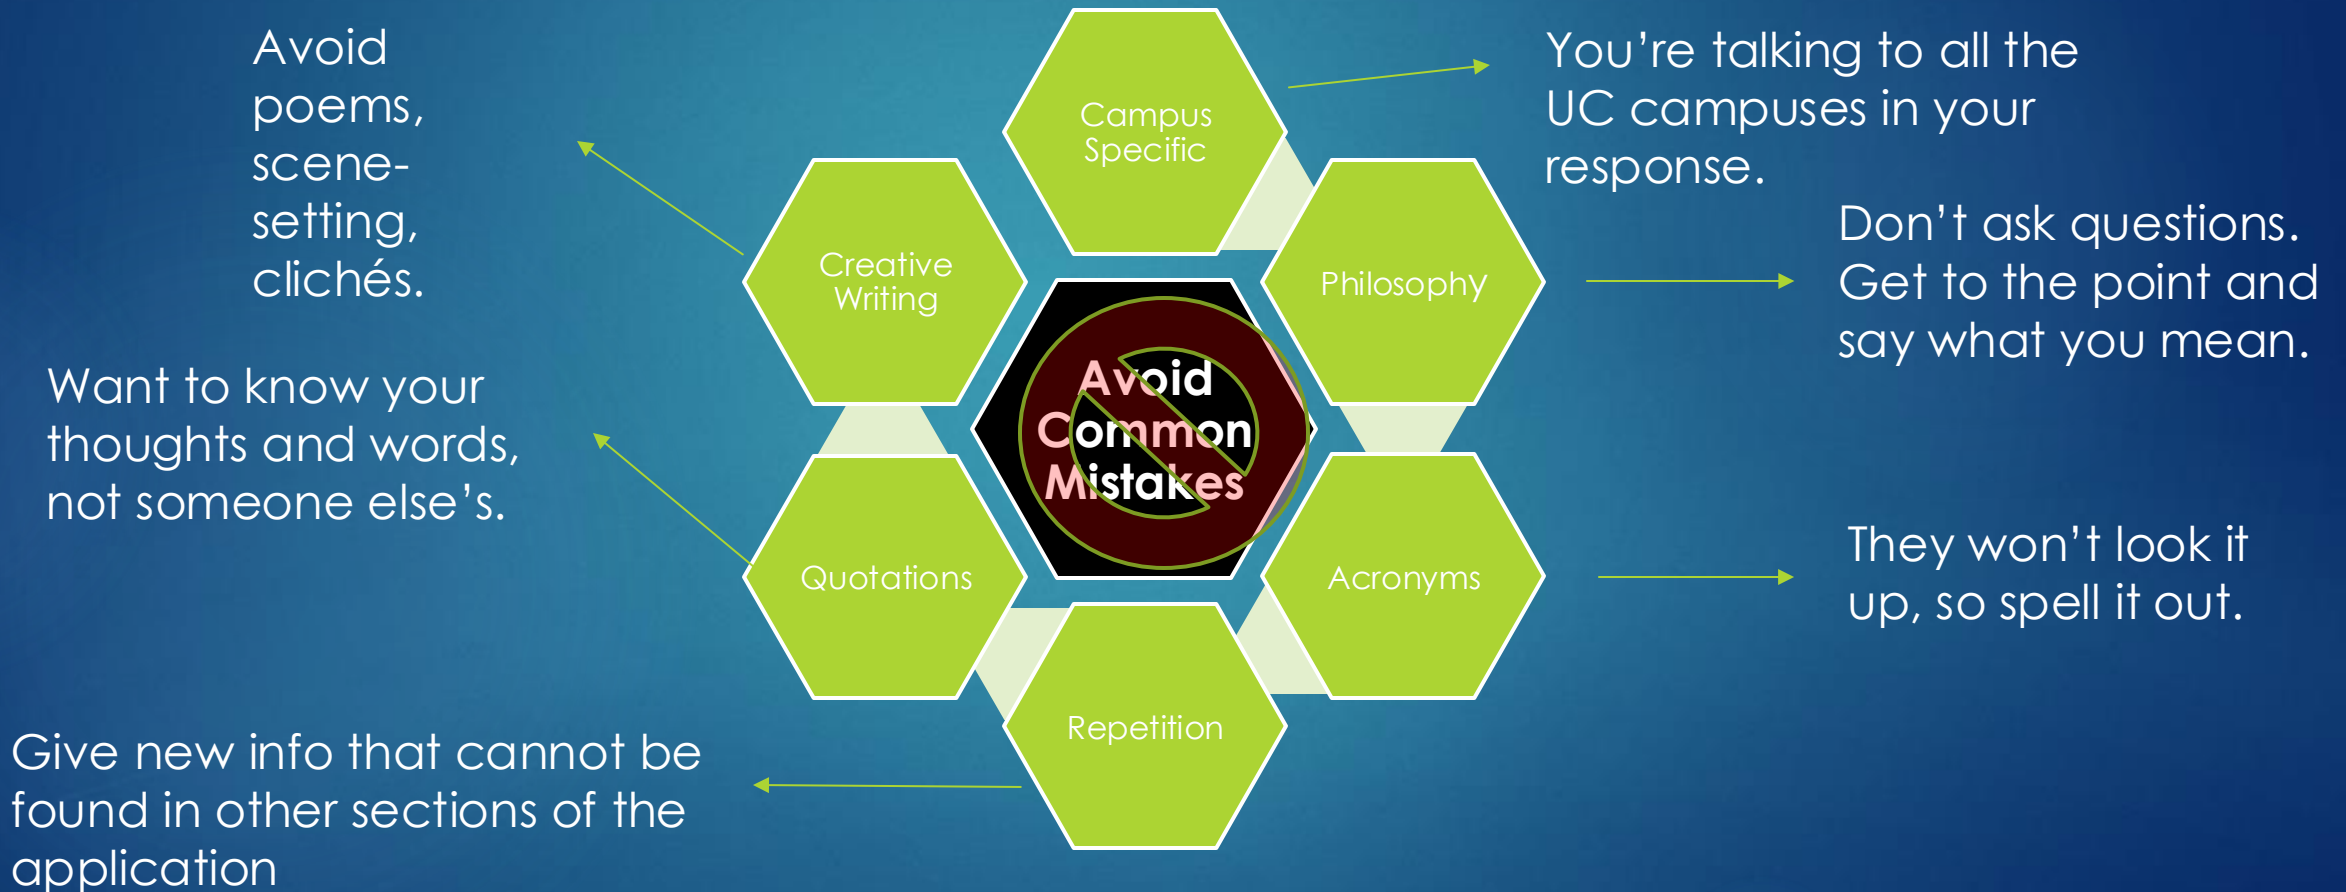 Avoid
poems,
scene-
setting,
clichés.
Campus
Specific
You're talking to all the
UC campuses in your
response.
Creative
Writing
Philosophy
Don't ask questions.
Get to the point and
say what you mean.
Avoid
Common
Mistakes
Want to know your
thoughts and words,
not someone else's.
Quotations
Acronyms
They won't look it
up, so spell it out.
Repetition
Give new info that cannot be
found in other sections of the
application